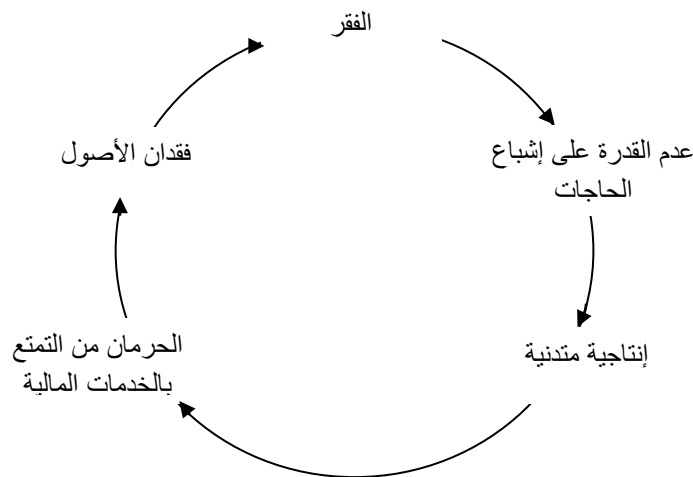 الفقر
عدم القدرة على إشباع
الحاجات
إنتاجية متدنية
الحرمان من التمتع
بالخدمات المالية
فقدان الأصول